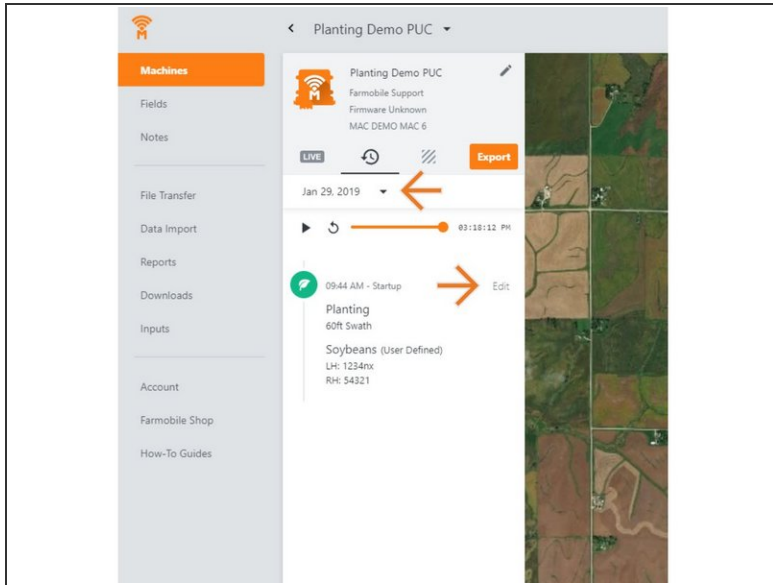 Planting Demo PUC
Machines
Fields
Notes
File Transfer
Data Import
Reports
Downloads
Inputs
Account
Farmobile Shop
How-To Guides
Planting Demo PUC
Farmobile Support
Firmware Unknown
MAC DEMO MAC 6
LIVE
Export
Jan 29, 2019
03:18:12 PM
09:44 AM - Startup Edit
Planting
60ft Swath
Soybeans (User Defined)
LH: 1234nx
RH: 54321